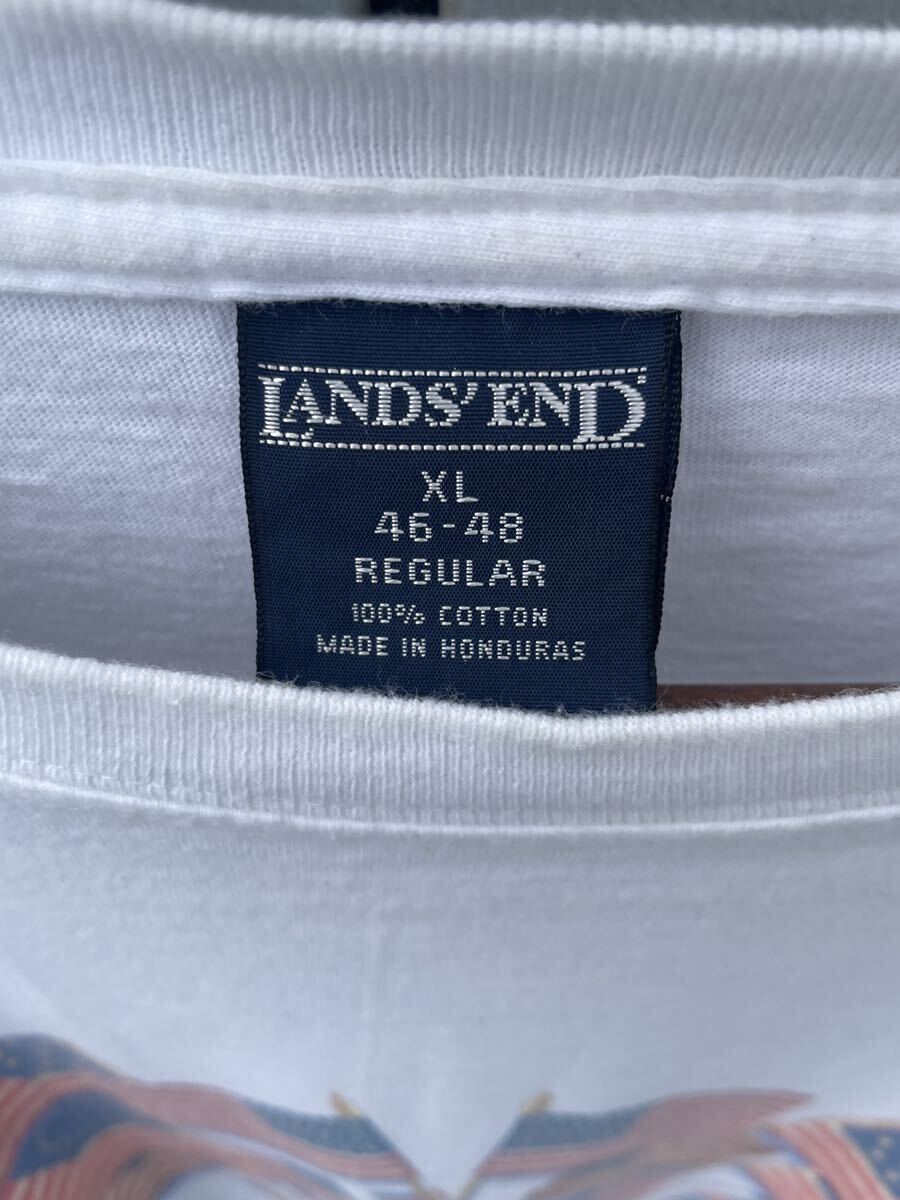 LANDS' END
XL
46-48
REGULAR
100% COTTON
MADE IN HONDURAS